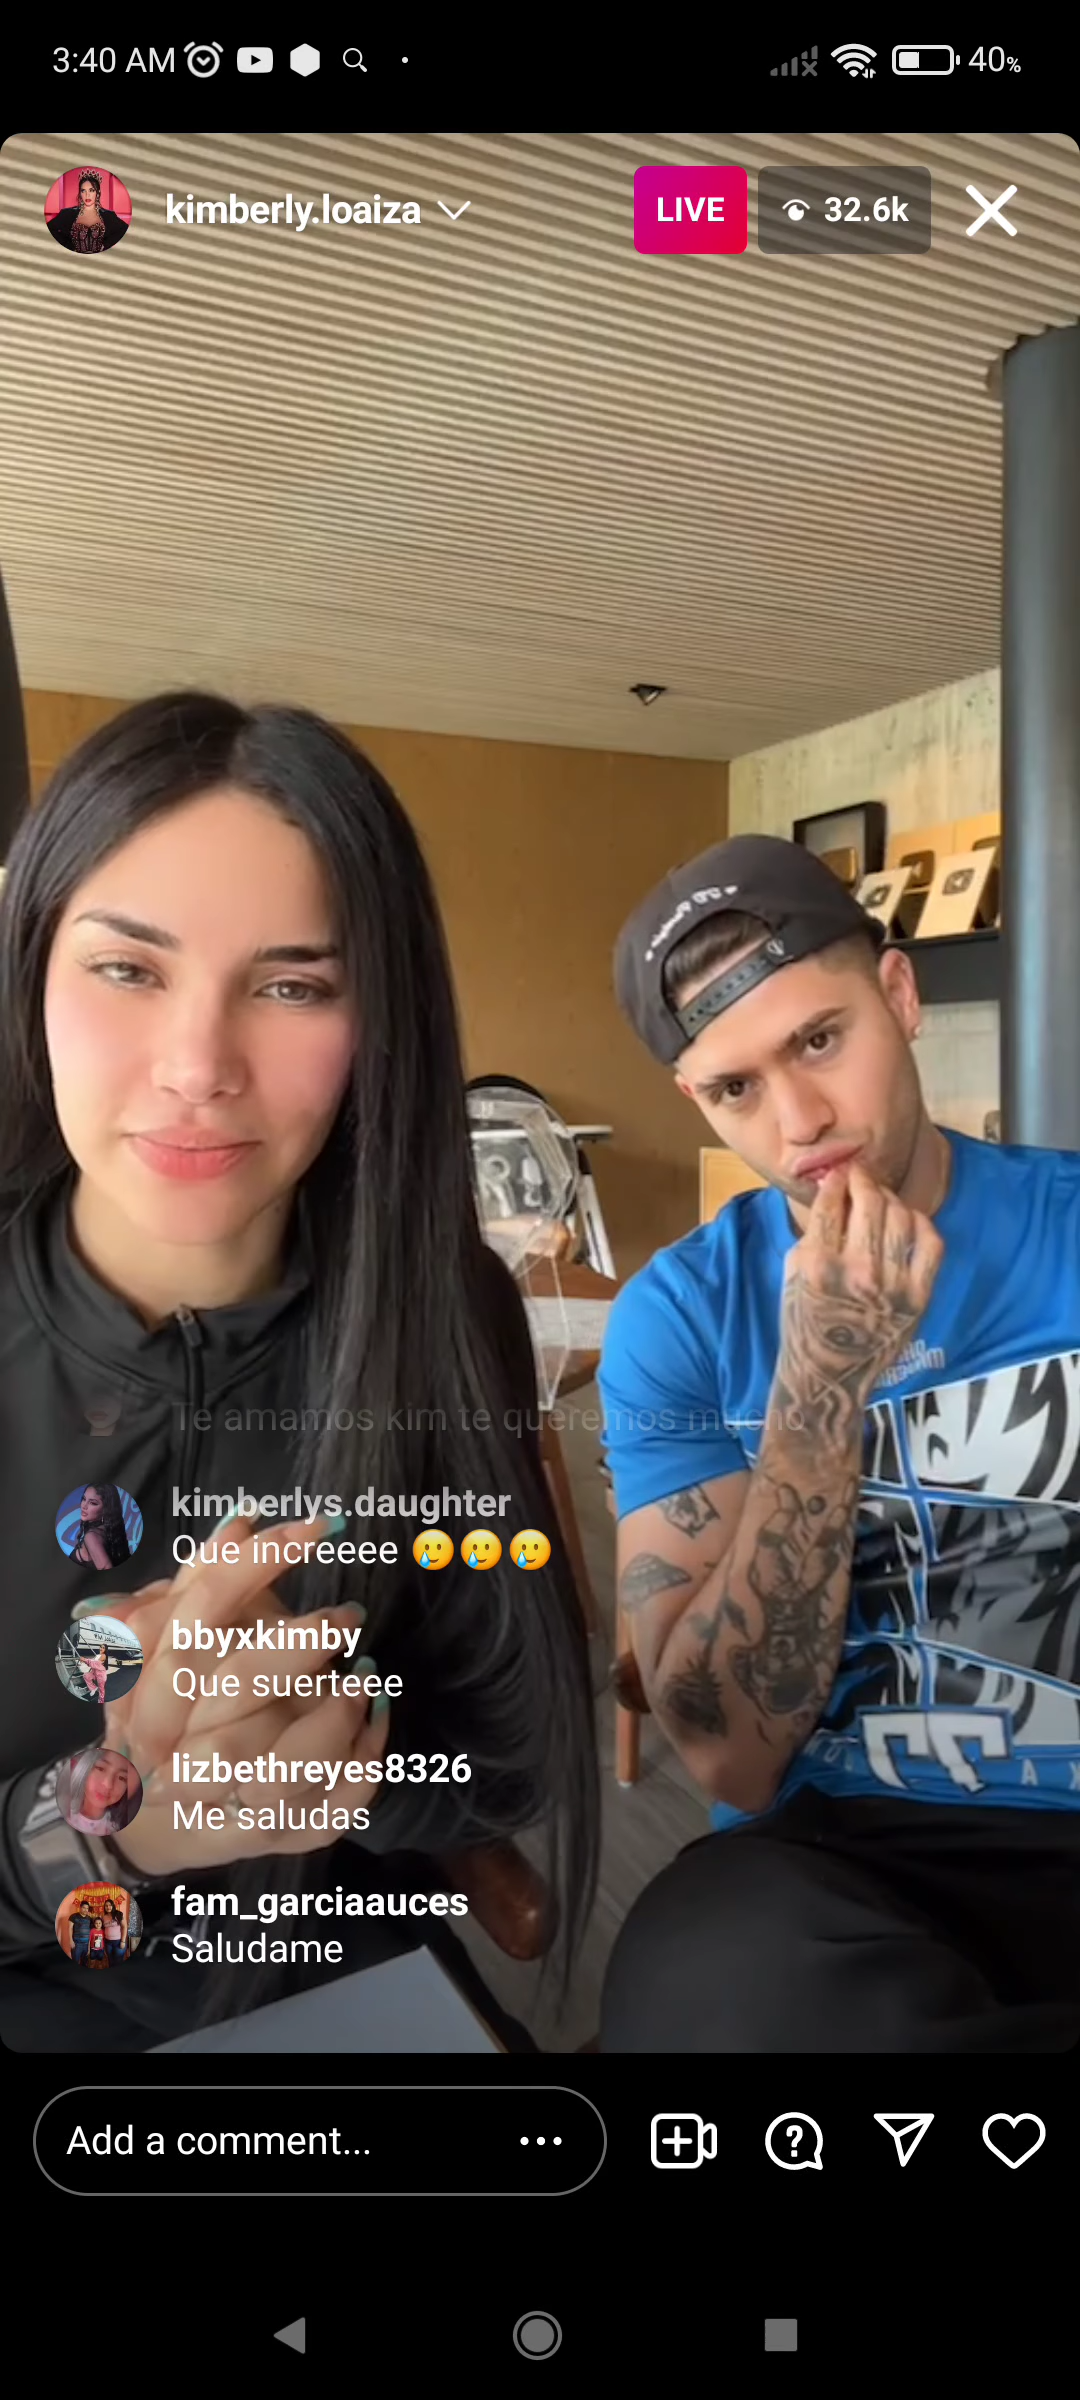 3:40 AM
40%
kimberly.loaiza
LIVE
32.6k
Te amamos kim te queremos mucho
kimberlys.daughter
Que increeee 🥲🥲🥲
bbyxkimby
Que suerteee
lizbethreyes8326
Me saludas
fam_garciaauces
Saludame
Add a comment...